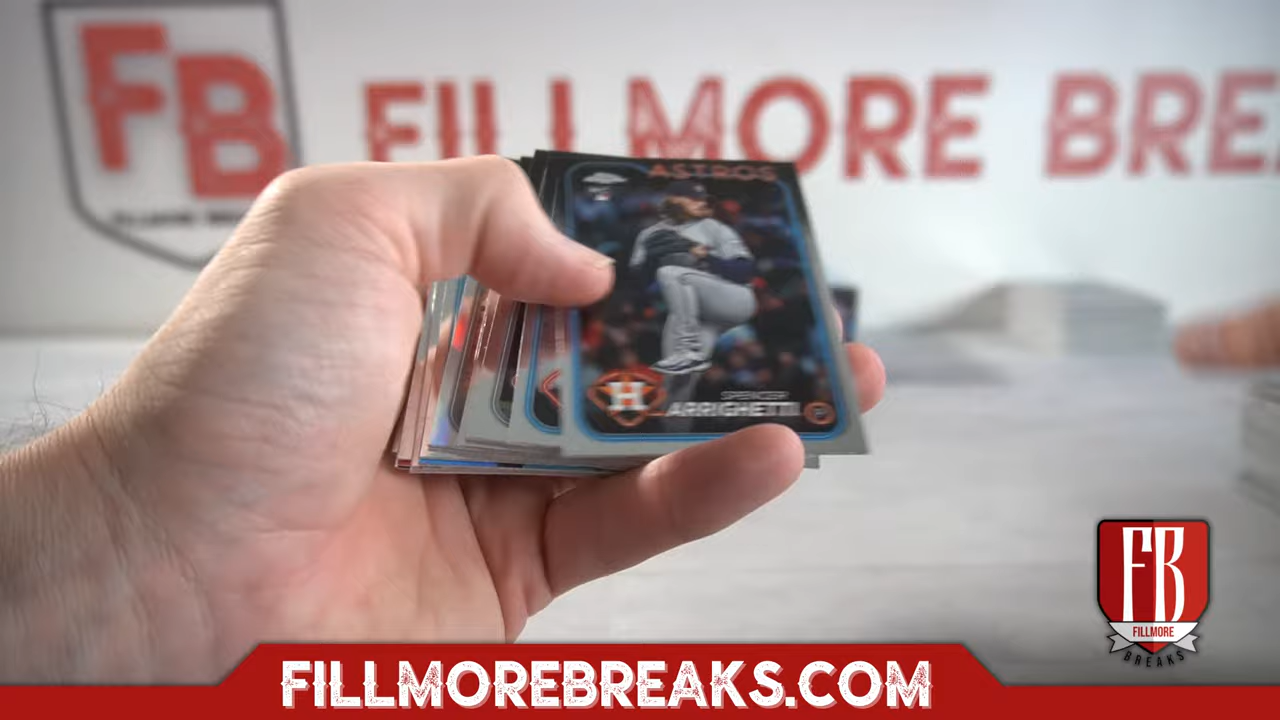 FB
FILLMORE BREA
ASTROS
H
SPENCER
ARRIGHETTI
P
FB
FILLMORE
BREAKS
FILLMOREBREAKS.COM